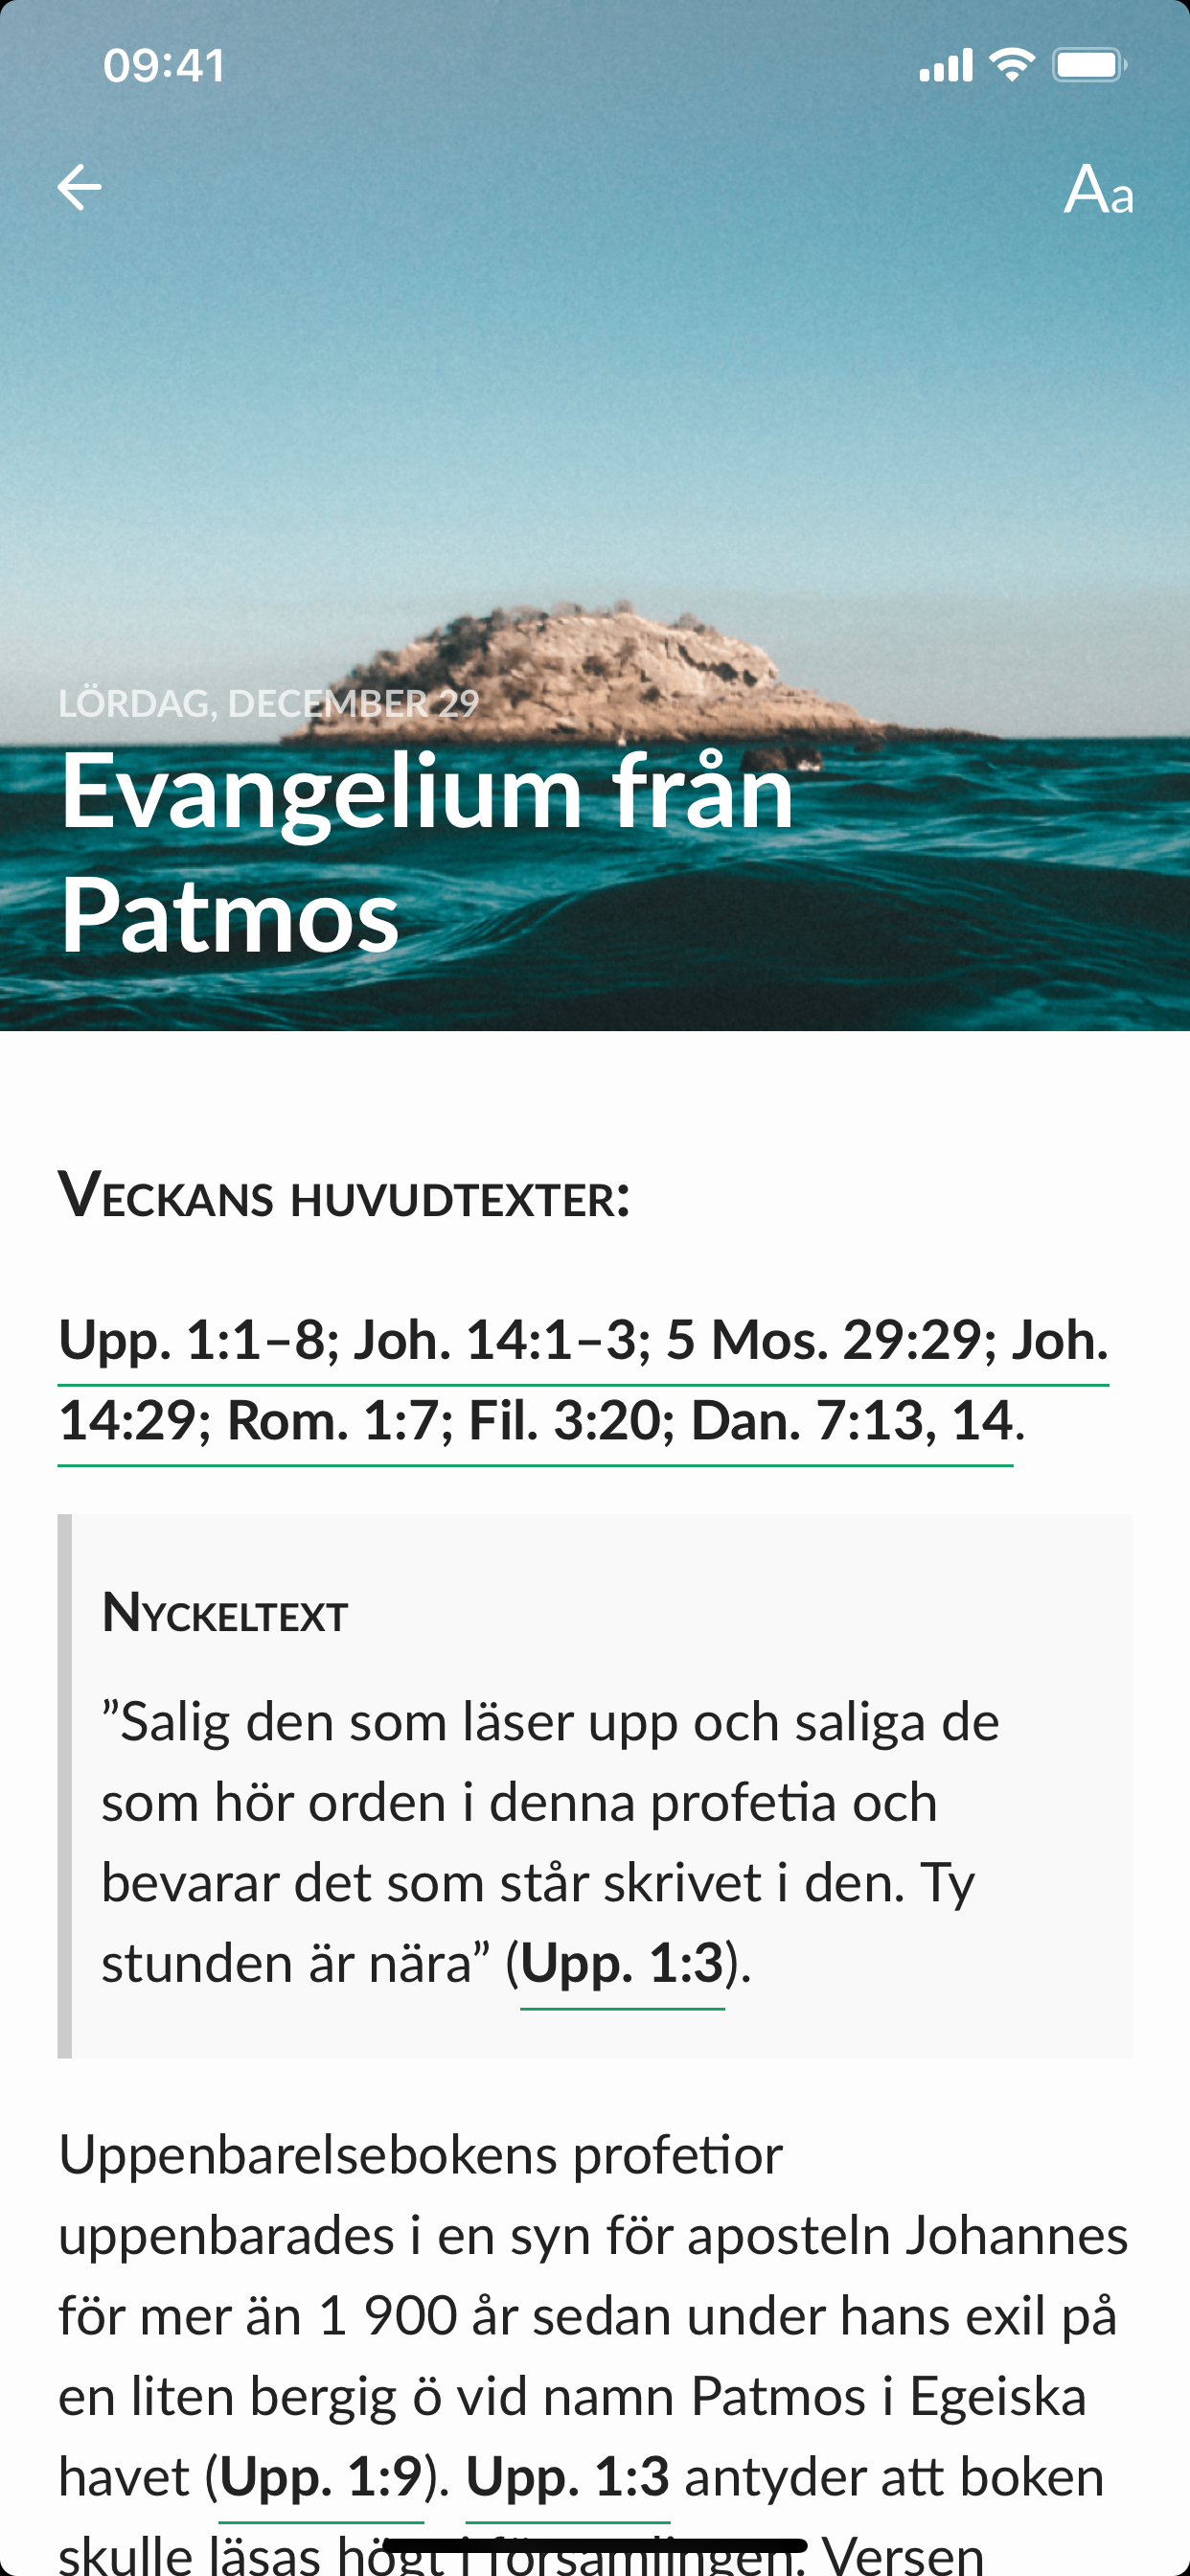 09:41
Aa
LÖRDAG, DECEMBER 29
Evangelium från
Patmos
Veckans huvudtexter:
Upp. 1:1–8; Joh. 14:1–3; 5 Mos. 29:29; Joh.
14:29; Rom. 1:7; Fil. 3:20; Dan. 7:13, 14.
Nyckeltext
”Salig den som läser upp och saliga de
som hör orden i denna profetia och
bevarar det som står skrivet i den. Ty
stunden är nära” (Upp. 1:3).
Uppenbarelsebokens profetior
uppenbarades i en syn för aposteln Johannes
för mer än 1 900 år sedan under hans exil på
en liten bergig ö vid namn Patmos i Egeiska
havet (Upp. 1:9). Upp. 1:3 antyder att boken
skulle läsas högt i församlingen. Versen